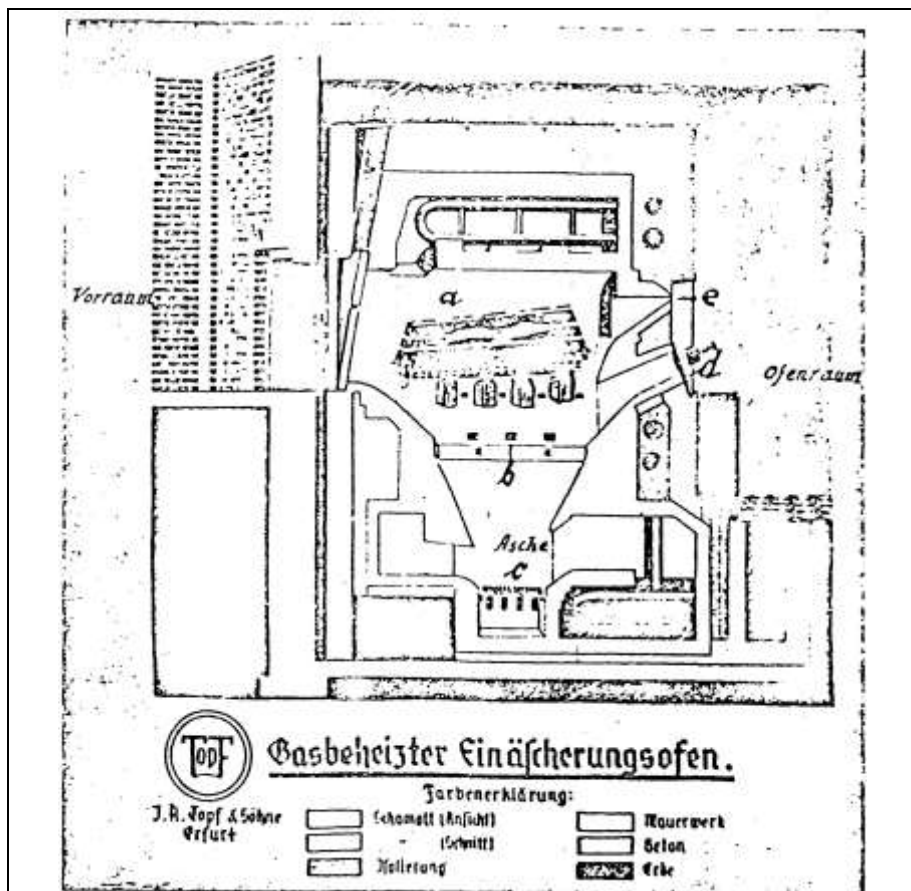 a
Vorraum
e
d
Ofenraum
b
Asche
c
TOPF
Gasbeheizter Einäscherungsofen.
J.A. Topf & Söhne
Erfurt
Farbenerklärung:
Schamott (Ansicht)
" (Schnitt)
Isolierung
Mauerwerk
Beton
Erde